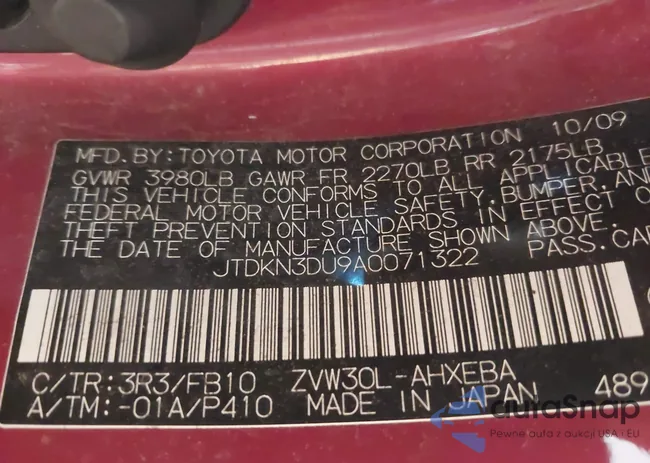 10/09
MFD.BY:TOYOTA MOTOR CORPORATION
GVWR 3980LB GAWR FR 2270LB RR 2175LB
THIS VEHICLE CONFORMS TO ALL APPLICABLE
FEDERAL MOTOR VEHICLE SAFETY,BUMPER,AND
THEFT PREVENTION STANDARDS IN EFFECT O
THE DATE OF MANUFACTURE SHOWN ABOVE.
JTDKN3DU9A0071322 PASS.CAR
C/TR:3R3/FB10 ZVW30L-AHXEBA
A/TM:-01A/P410 MADE IN JAPAN 489
autaSnap
Pewne auta z aukcji USA i EU